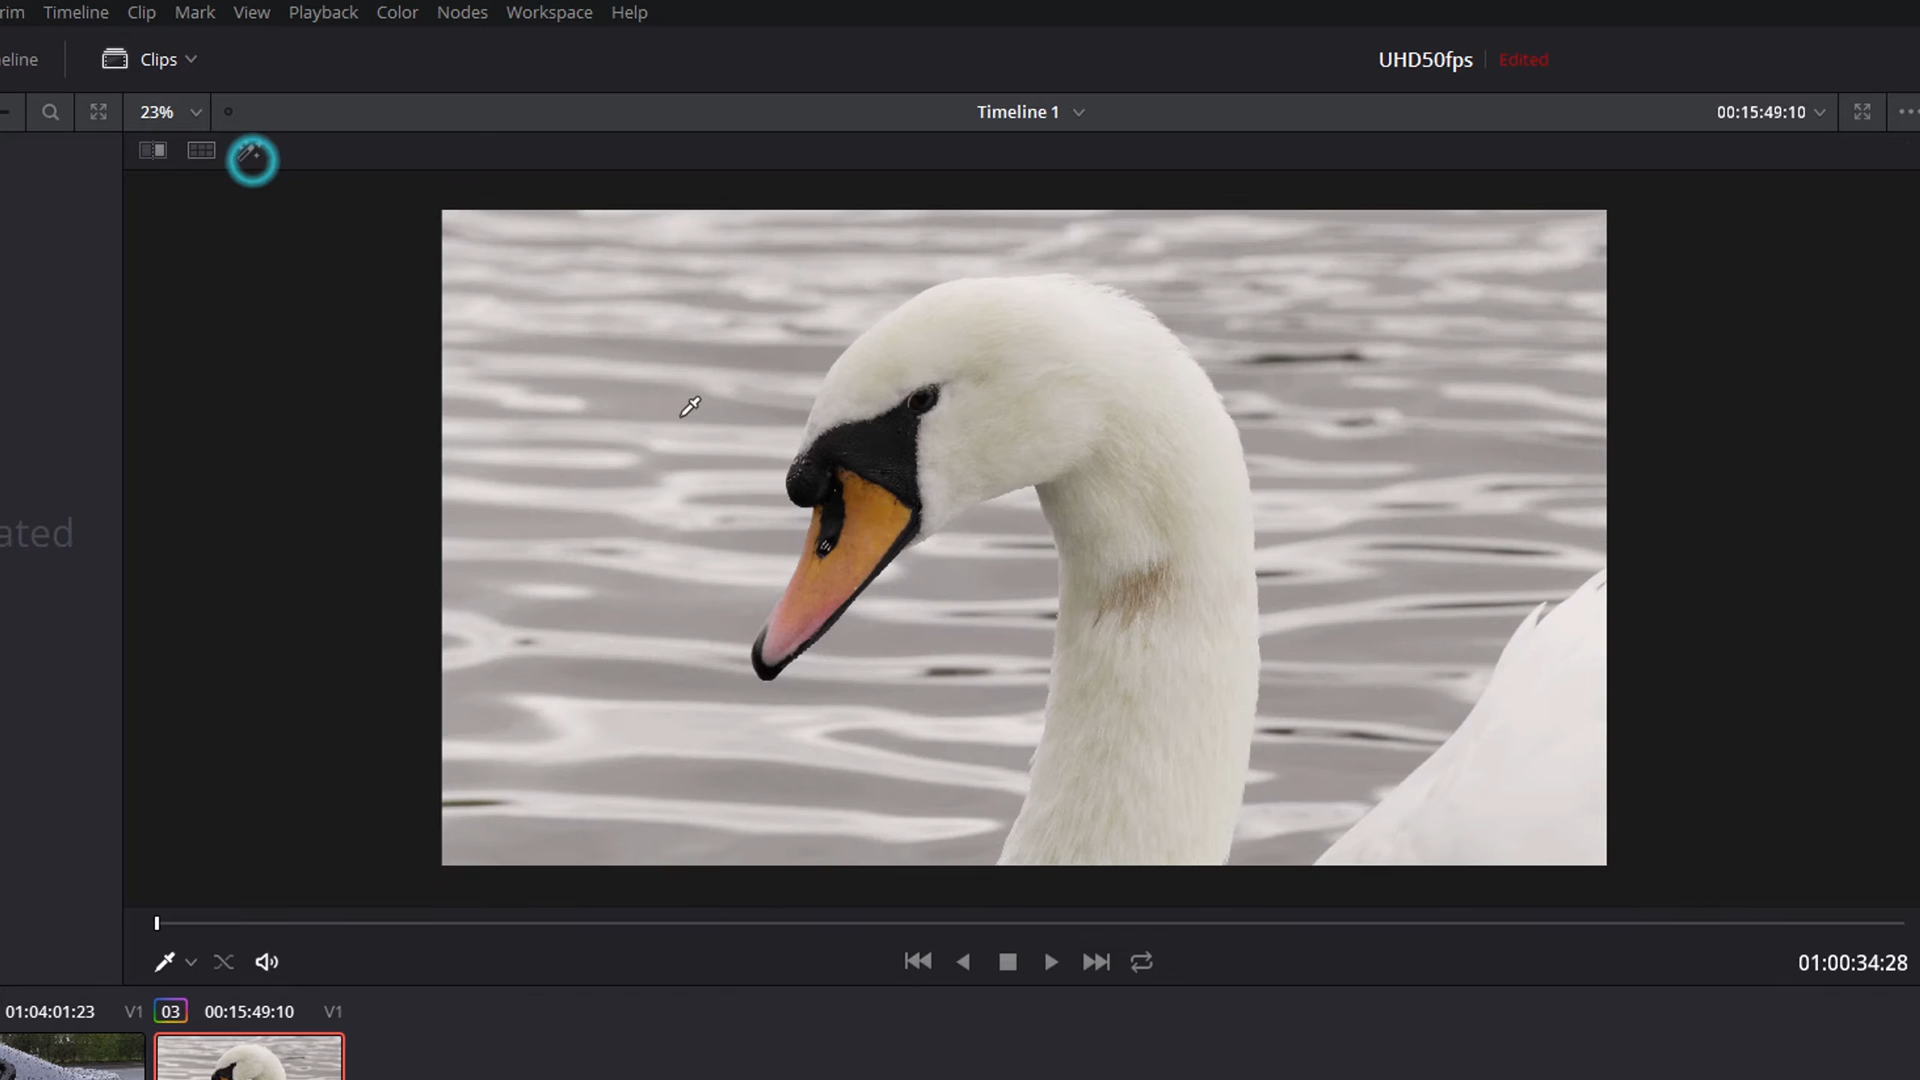 rim Timeline Clip Mark View Playback Color Nodes Workspace Help
eline Clips UHD50fps Edited
23% Timeline 1 00:15:49:10
ated
01:00:34:28
01:04:01:23 V1 03 00:15:49:10 V1